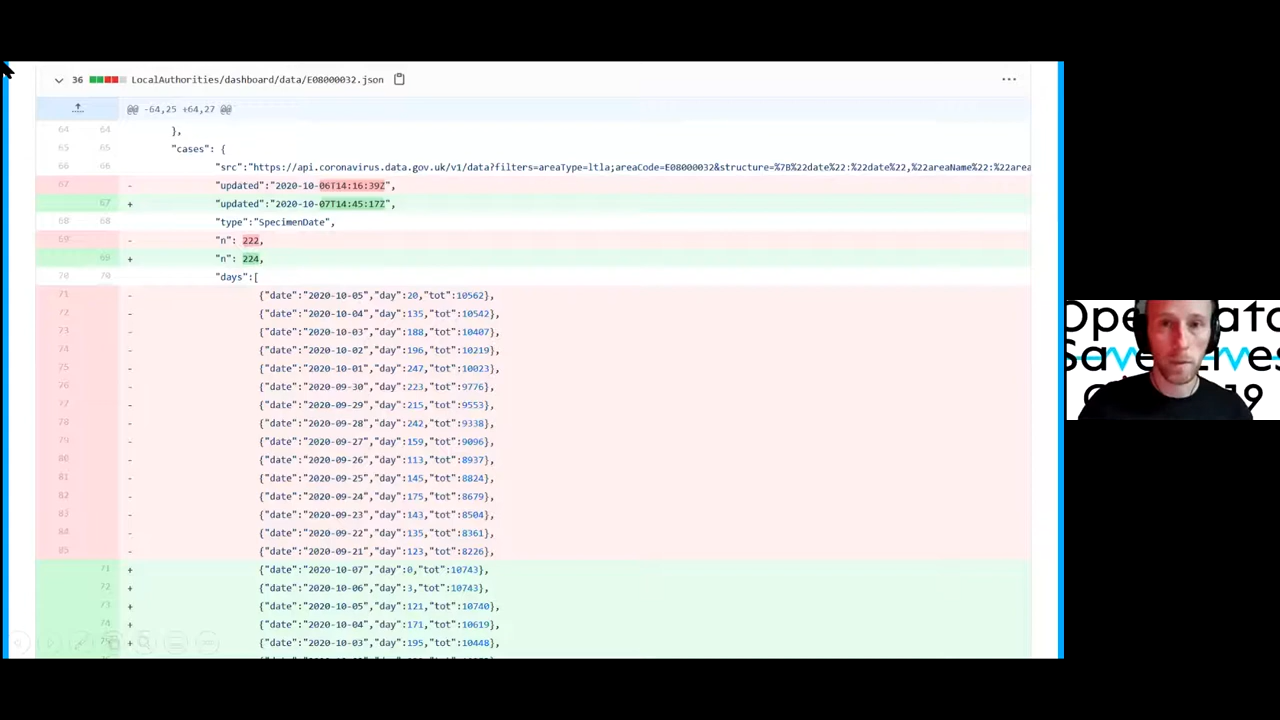 36 LocalAuthorities/dashboard/data/E08000032.json
@@ -64,25 +64,27 @@
64 64 },
65 65 "cases": {
66 66 "src":"https://api.coronavirus.data.gov.uk/v1/data?filters=areaType=ltla;areaCode=E08000032&structure=%7B%22date%22:%22date%22,%22areaName%22:%22area
67 - "updated":"2020-10-06T14:16:39Z",
67 + "updated":"2020-10-07T14:45:17Z",
68 68 "type":"SpecimenDate",
69 - "n": 222,
69 + "n": 224,
70 70 "days":[
71 - {"date":"2020-10-05","day":20,"tot":10562},
72 - {"date":"2020-10-04","day":135,"tot":10542},
73 - {"date":"2020-10-03","day":188,"tot":10407},
74 - {"date":"2020-10-02","day":196,"tot":10219},
75 - {"date":"2020-10-01","day":247,"tot":10023},
76 - {"date":"2020-09-30","day":223,"tot":9776},
77 - {"date":"2020-09-29","day":215,"tot":9553},
78 - {"date":"2020-09-28","day":242,"tot":9338},
79 - {"date":"2020-09-27","day":159,"tot":9096},
80 - {"date":"2020-09-26","day":113,"tot":8937},
81 - {"date":"2020-09-25","day":145,"tot":8824},
82 - {"date":"2020-09-24","day":175,"tot":8679},
83 - {"date":"2020-09-23","day":143,"tot":8504},
84 - {"date":"2020-09-22","day":135,"tot":8361},
85 - {"date":"2020-09-21","day":123,"tot":8226},
71 + {"date":"2020-10-07","day":0,"tot":10743},
72 + {"date":"2020-10-06","day":3,"tot":10743},
73 + {"date":"2020-10-05","day":121,"tot":10740},
74 + {"date":"2020-10-04","day":171,"tot":10619},
75 + {"date":"2020-10-03","day":195,"tot":10448},